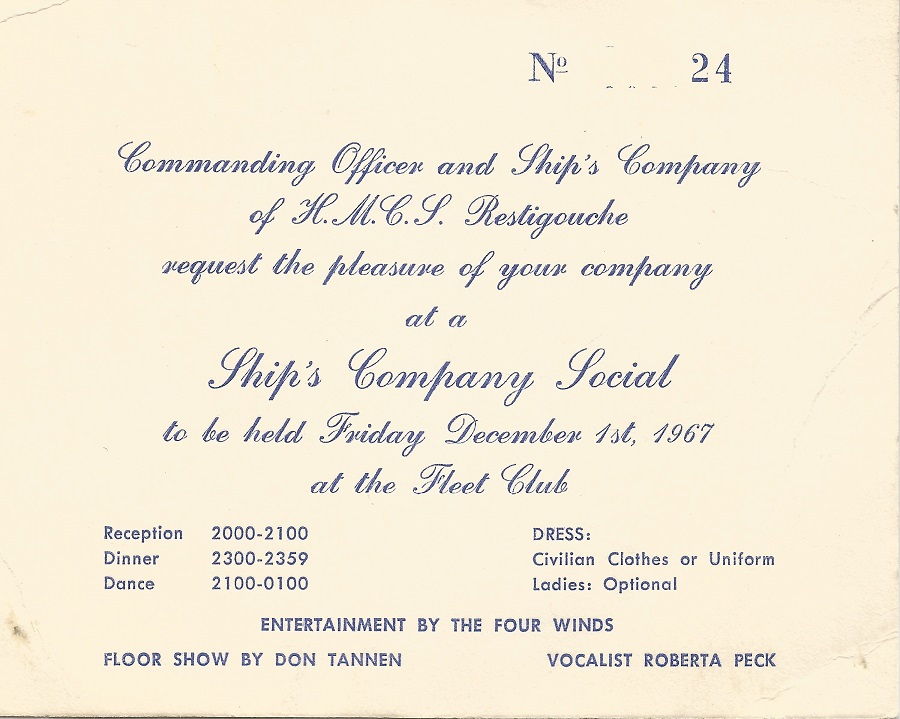 Nº 24
Commanding Officer and Ship's Company
of H.M.C.S. Restigouche
request the pleasure of your company
at a
Ship's Company Social
to be held Friday December 1st, 1967
at the Fleet Club
Reception 2000-2100 DRESS:
Dinner 2300-2359 Civilian Clothes or Uniform
Dance 2100-0100 Ladies: Optional
ENTERTAINMENT BY THE FOUR WINDS
FLOOR SHOW BY DON TANNEN VOCALIST ROBERTA PECK